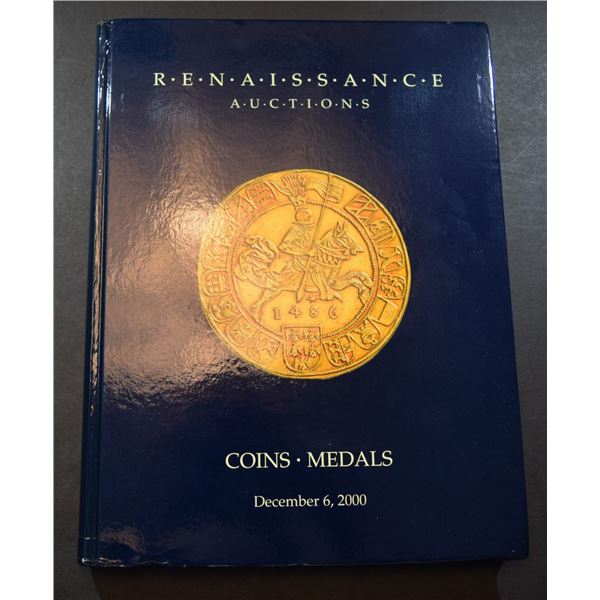 R·E·N·A·I·S·S·A·N·C·E
A·U·C·T·I·O·N·S
1486
COINS · MEDALS
December 6, 2000